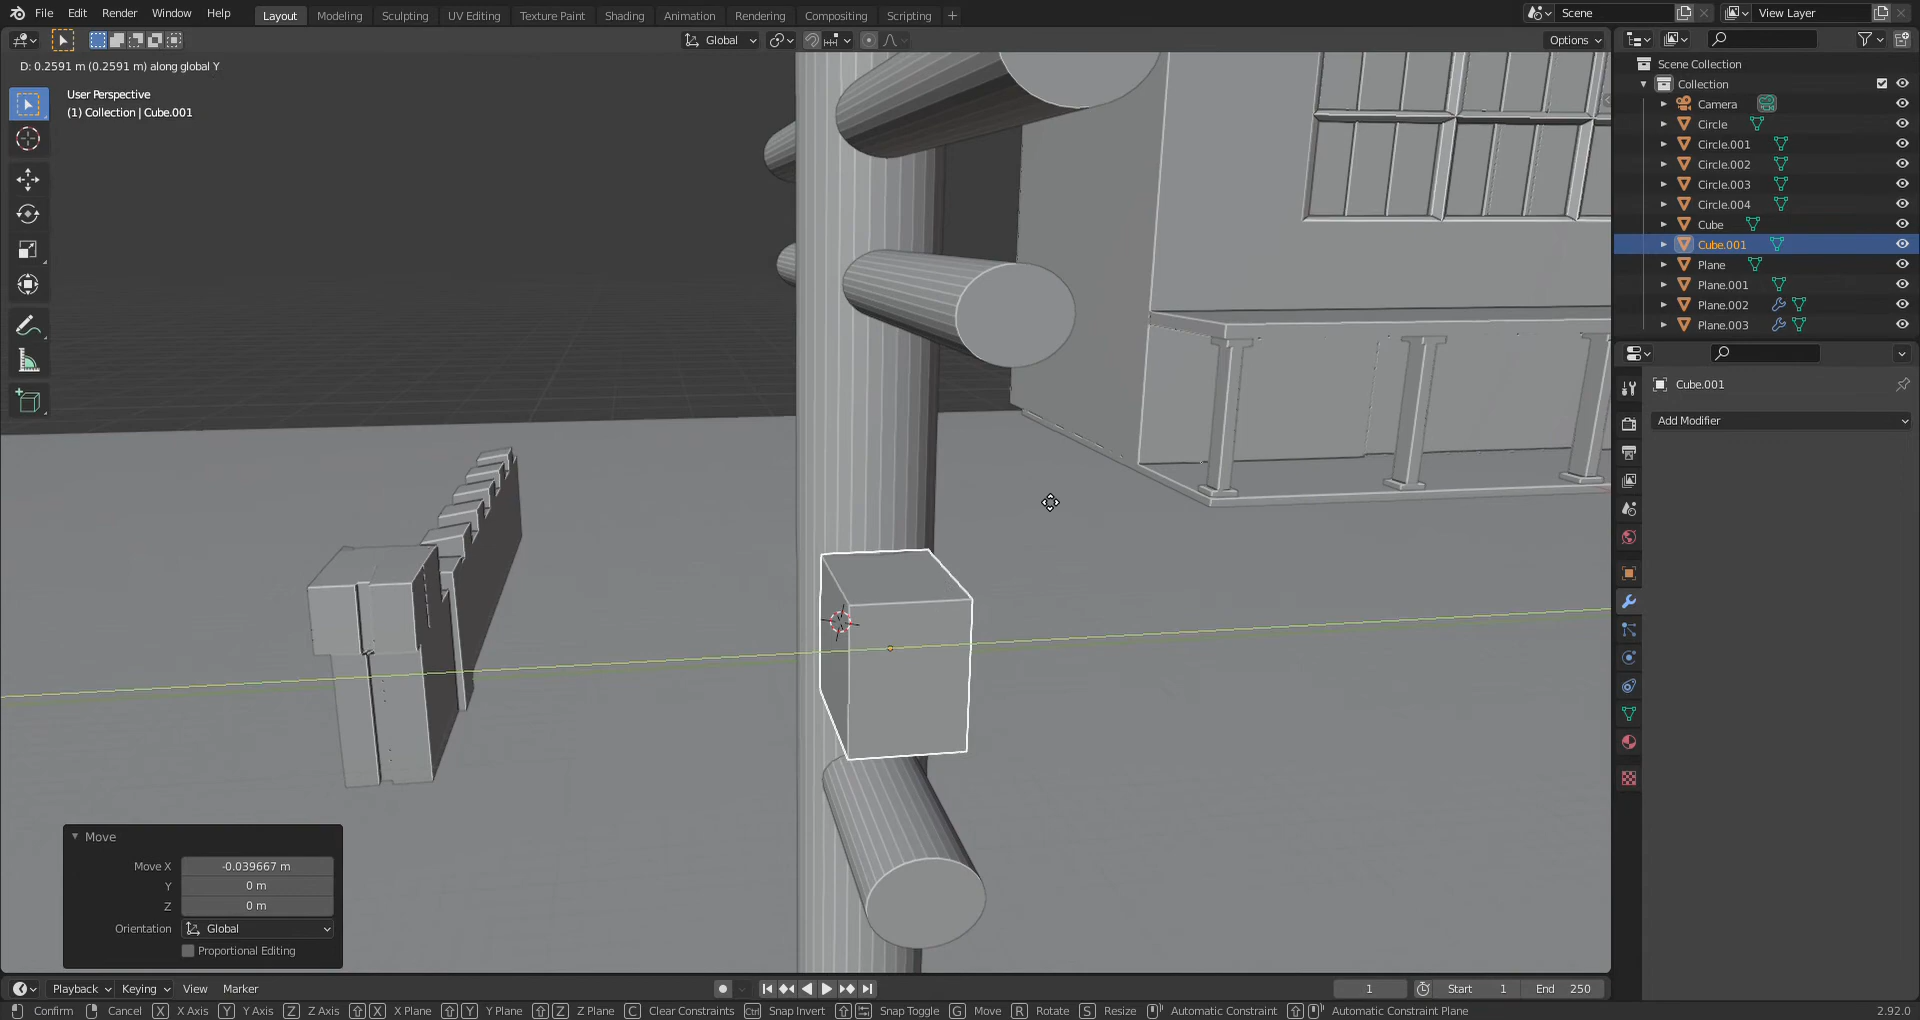 File Edit Render Window Help
Layout Modeling Sculpting UV Editing Texture Paint Shading Animation Rendering Compositing Scripting +
Scene
View Layer
Global
Options
D: 0.2591 m (0.2591 m) along global Y
User Perspective
(1) Collection | Cube.001
Scene Collection
Collection
Camera
Circle
Circle.001
Circle.002
Circle.003
Circle.004
Cube
Cube.001
Plane
Plane.001
Plane.002
Plane.003
Cube.001
Add Modifier
Move
Move X -0.039667 m
Y 0 m
Z 0 m
Orientation Global
Proportional Editing
Playback Keying View Marker
1 Start 1 End 250
Confirm Cancel X X Axis Y Y Axis Z Z Axis X X Plane Y Y Plane Z Z Plane C Clear Constraints Ctrl Snap Invert Snap Toggle G Move R Rotate S Resize Automatic Constraint Automatic Constraint Plane 2.92.0